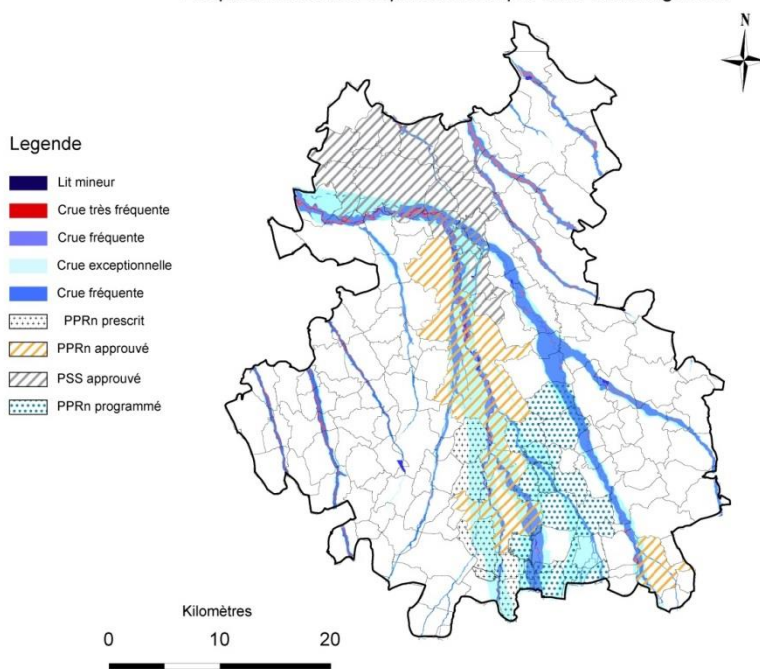 N
Legende
Lit mineur
Crue très fréquente
Crue fréquente
Crue exceptionnelle
Crue fréquente
PPRn prescrit
PPRn approuvé
PSS approuvé
PPRn programmé
Kilomètres
0 10 20